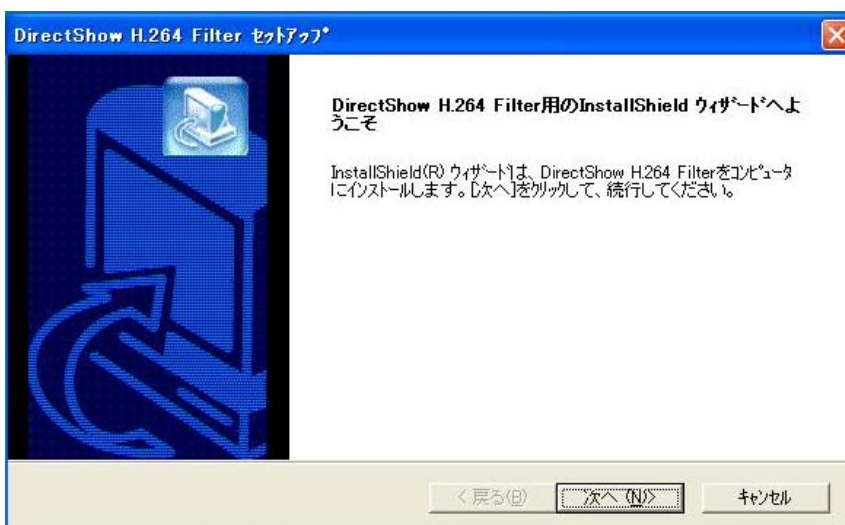 DirectShow H.264 Filter ｾｯﾄｱｯﾌﾟ
DirectShow H.264 Filter用のInstallShield ｳｨｻﾞｰﾄﾞへよ
うこそ
InstallShield(R) ｳｨｻﾞｰﾄﾞは、DirectShow H.264 Filterをｺﾝﾋﾟｭｰﾀ
にｲﾝｽﾄｰﾙします。[次へ]をｸﾘｯｸして、続行してください。
< 戻る(B)
次へ (N)>
ｷｬﾝｾﾙ